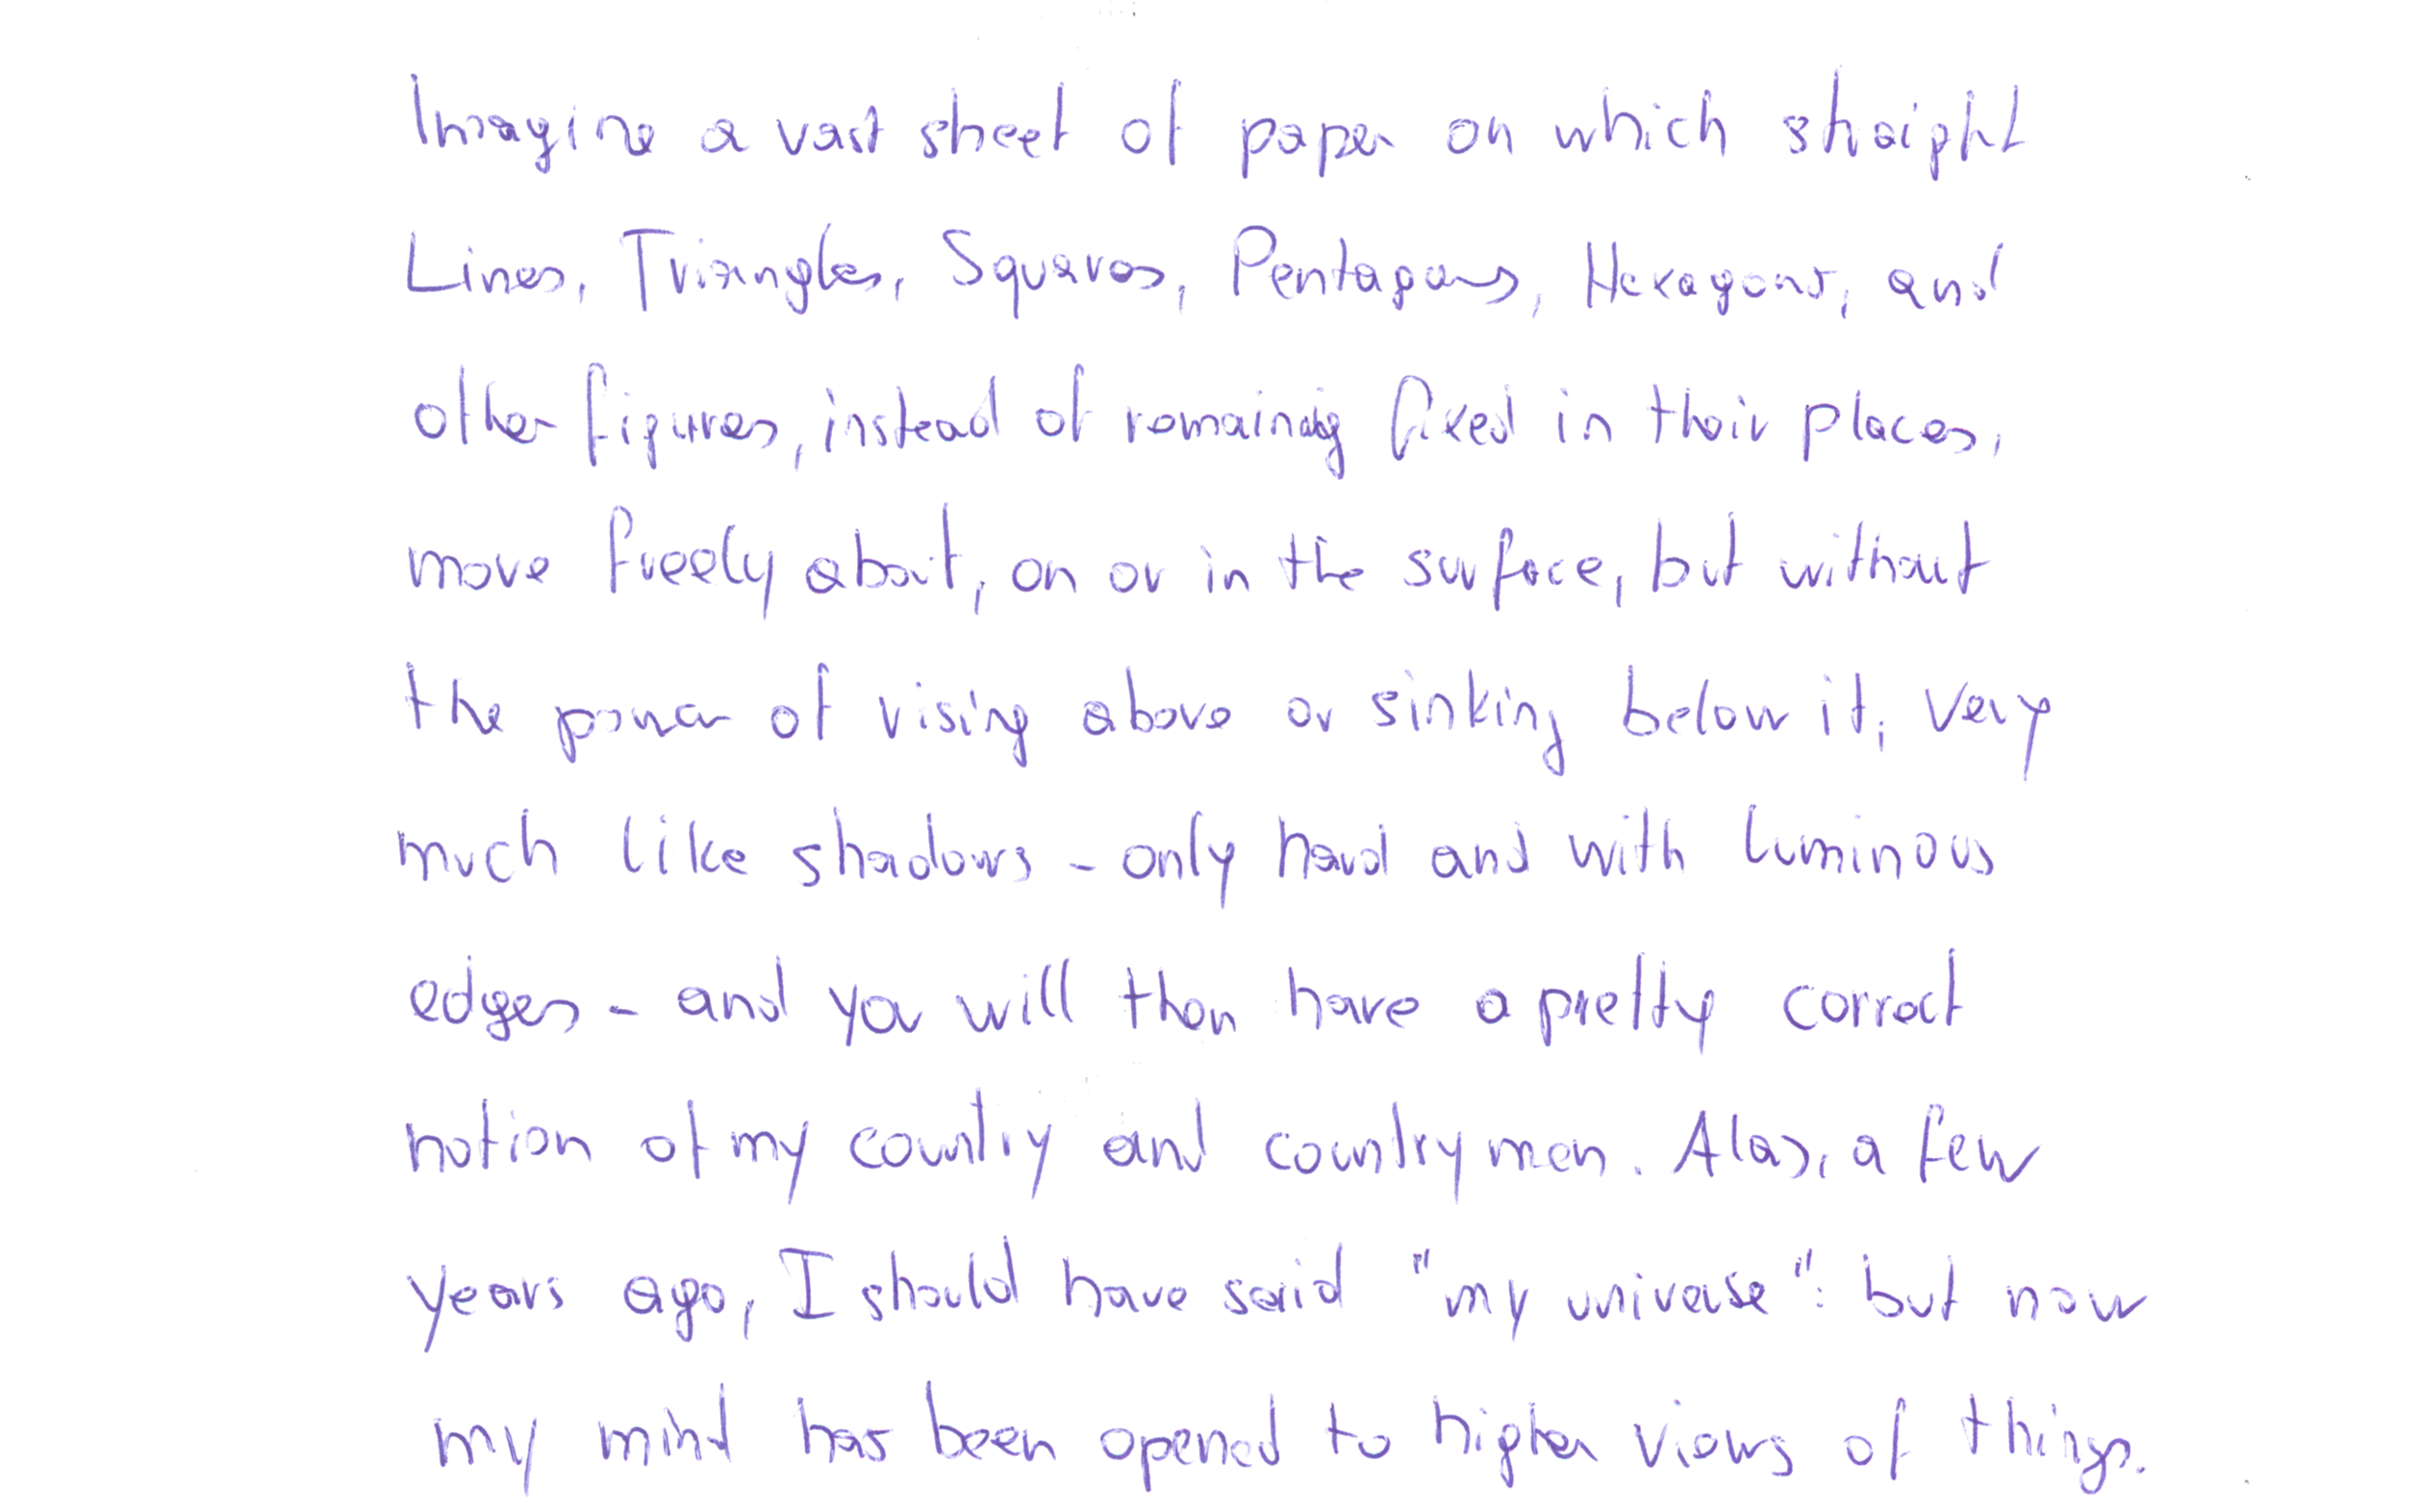 Imagine a vast sheet of paper on which straight
Lines, Triangles, Squares, Pentagons, Hexagons, and
other figures, instead of remaining fixed in their places,
move freely about, on or in the surface, but without
the power of rising above or sinking below it, very
much like shadows - only hard and with luminous
edges - and you will then have a pretty correct
notion of my country and countrymen. Alas, a few
years ago, I should have said "my universe": but now
my mind has been opened to higher views of things.